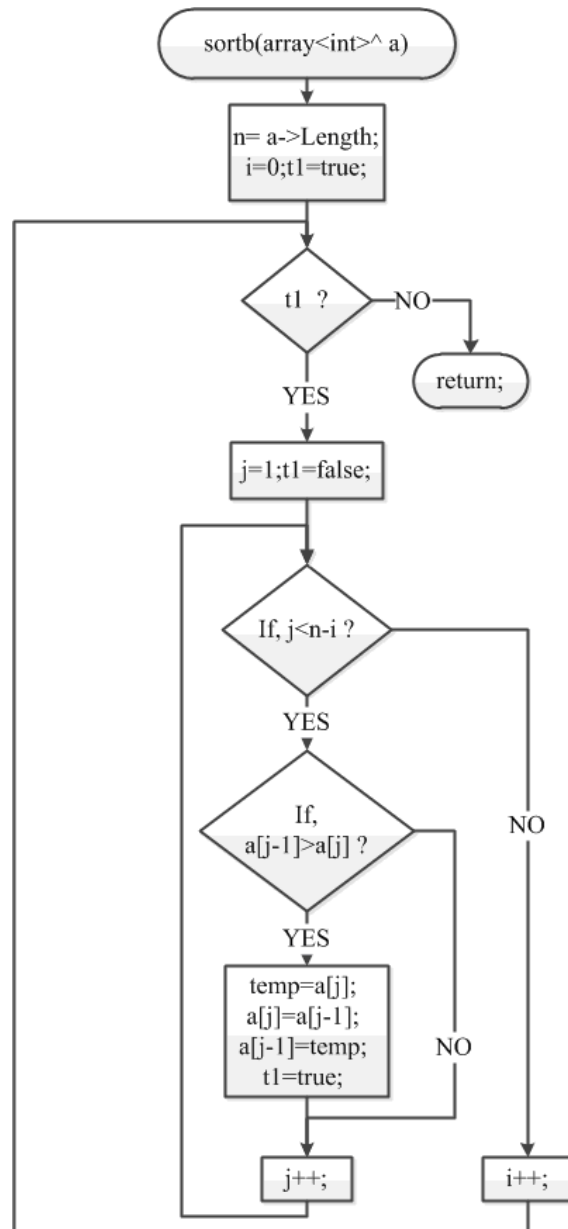 sortb(array<int>^ a)
n= a->Length;
i=0;t1=true;
t1 ?
NO
return;
YES
j=1;t1=false;
If, j<n-i ?
YES
If,
a[j-1]>a[j] ?
NO
YES
temp=a[j];
a[j]=a[j-1];
a[j-1]=temp;
t1=true;
NO
j++;
i++;